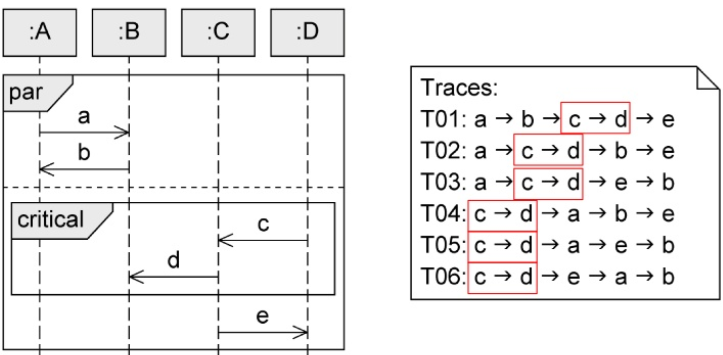 :A :B :C :D
par
a
b
critical
c
d
e
Traces:
T01: a → b → c → d → e
T02: a → c → d → b → e
T03: a → c → d → e → b
T04: c → d → a → b → e
T05: c → d → a → e → b
T06: c → d → e → a → b